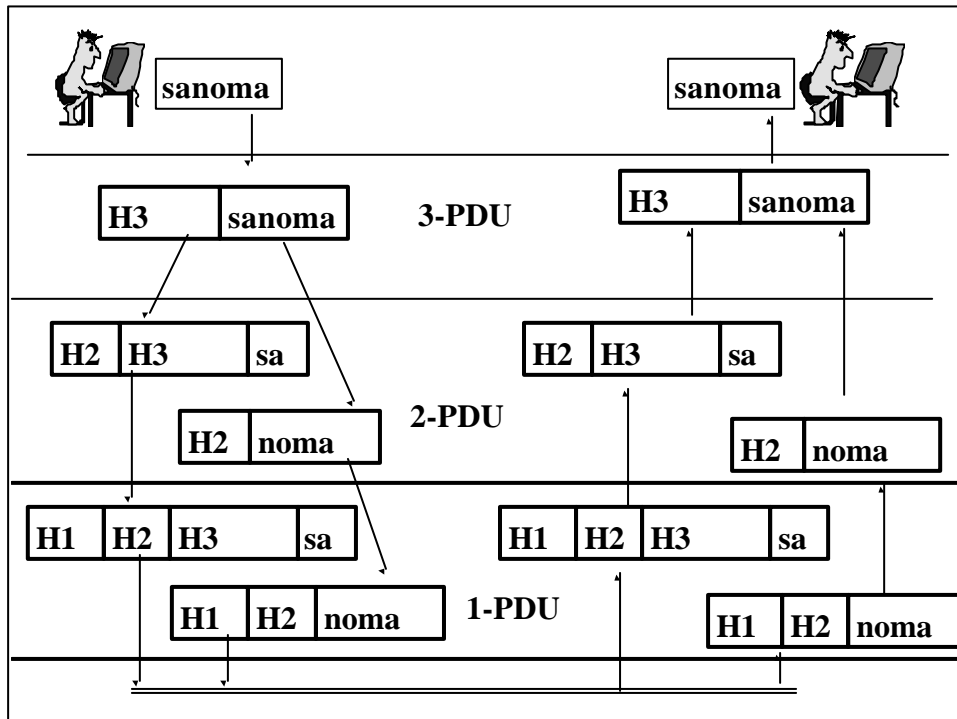 sanoma sanoma
H3 sanoma 3-PDU H3 sanoma
H2 H3 sa H2 H3 sa
H2 noma 2-PDU H2 noma
H1 H2 H3 sa H1 H2 H3 sa
H1 H2 noma 1-PDU H1 H2 noma